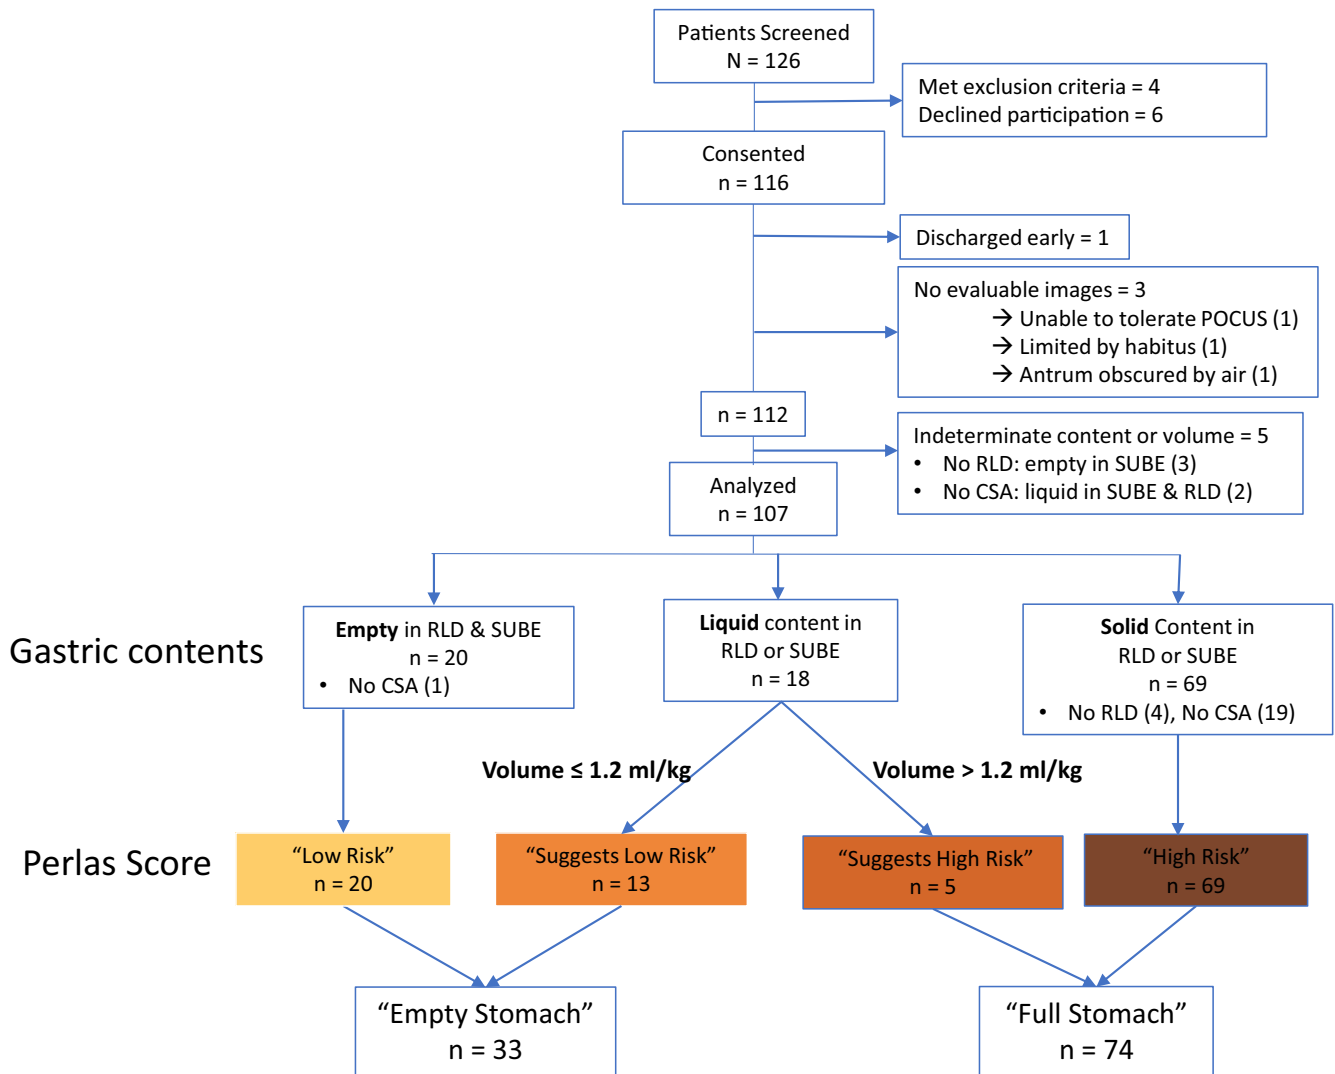 Patients Screened
N = 126
Met exclusion criteria = 4
Declined participation = 6
Consented
n = 116
Discharged early = 1
No evaluable images = 3
→ Unable to tolerate POCUS (1)
→ Limited by habitus (1)
→ Antrum obscured by air (1)
n = 112
Indeterminate content or volume = 5
• No RLD: empty in SUBE (3)
• No CSA: liquid in SUBE & RLD (2)
Analyzed
n = 107
Gastric contents
Empty in RLD & SUBE
n = 20
• No CSA (1)
Liquid content in
RLD or SUBE
n = 18
Solid Content in
RLD or SUBE
n = 69
• No RLD (4), No CSA (19)
Volume ≤ 1.2 ml/kg
Volume > 1.2 ml/kg
Perlas Score
“Low Risk”
n = 20
“Suggests Low Risk”
n = 13
“Suggests High Risk”
n = 5
“High Risk”
n = 69
“Empty Stomach”
n = 33
“Full Stomach”
n = 74